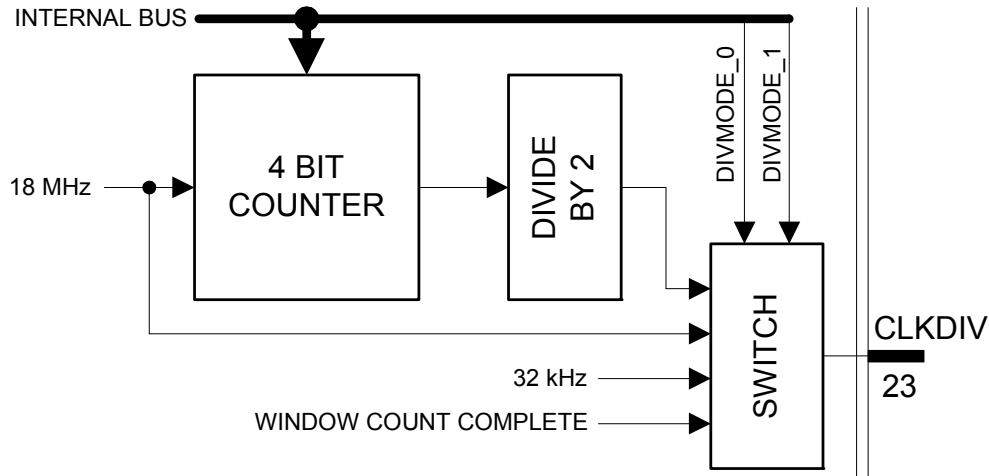 INTERNAL BUS
DIVMODE_0
DIVMODE_1
4 BIT
COUNTER
DIVIDE
BY 2
18 MHz
SWITCH
CLKDIV
23
32 kHz
WINDOW COUNT COMPLETE